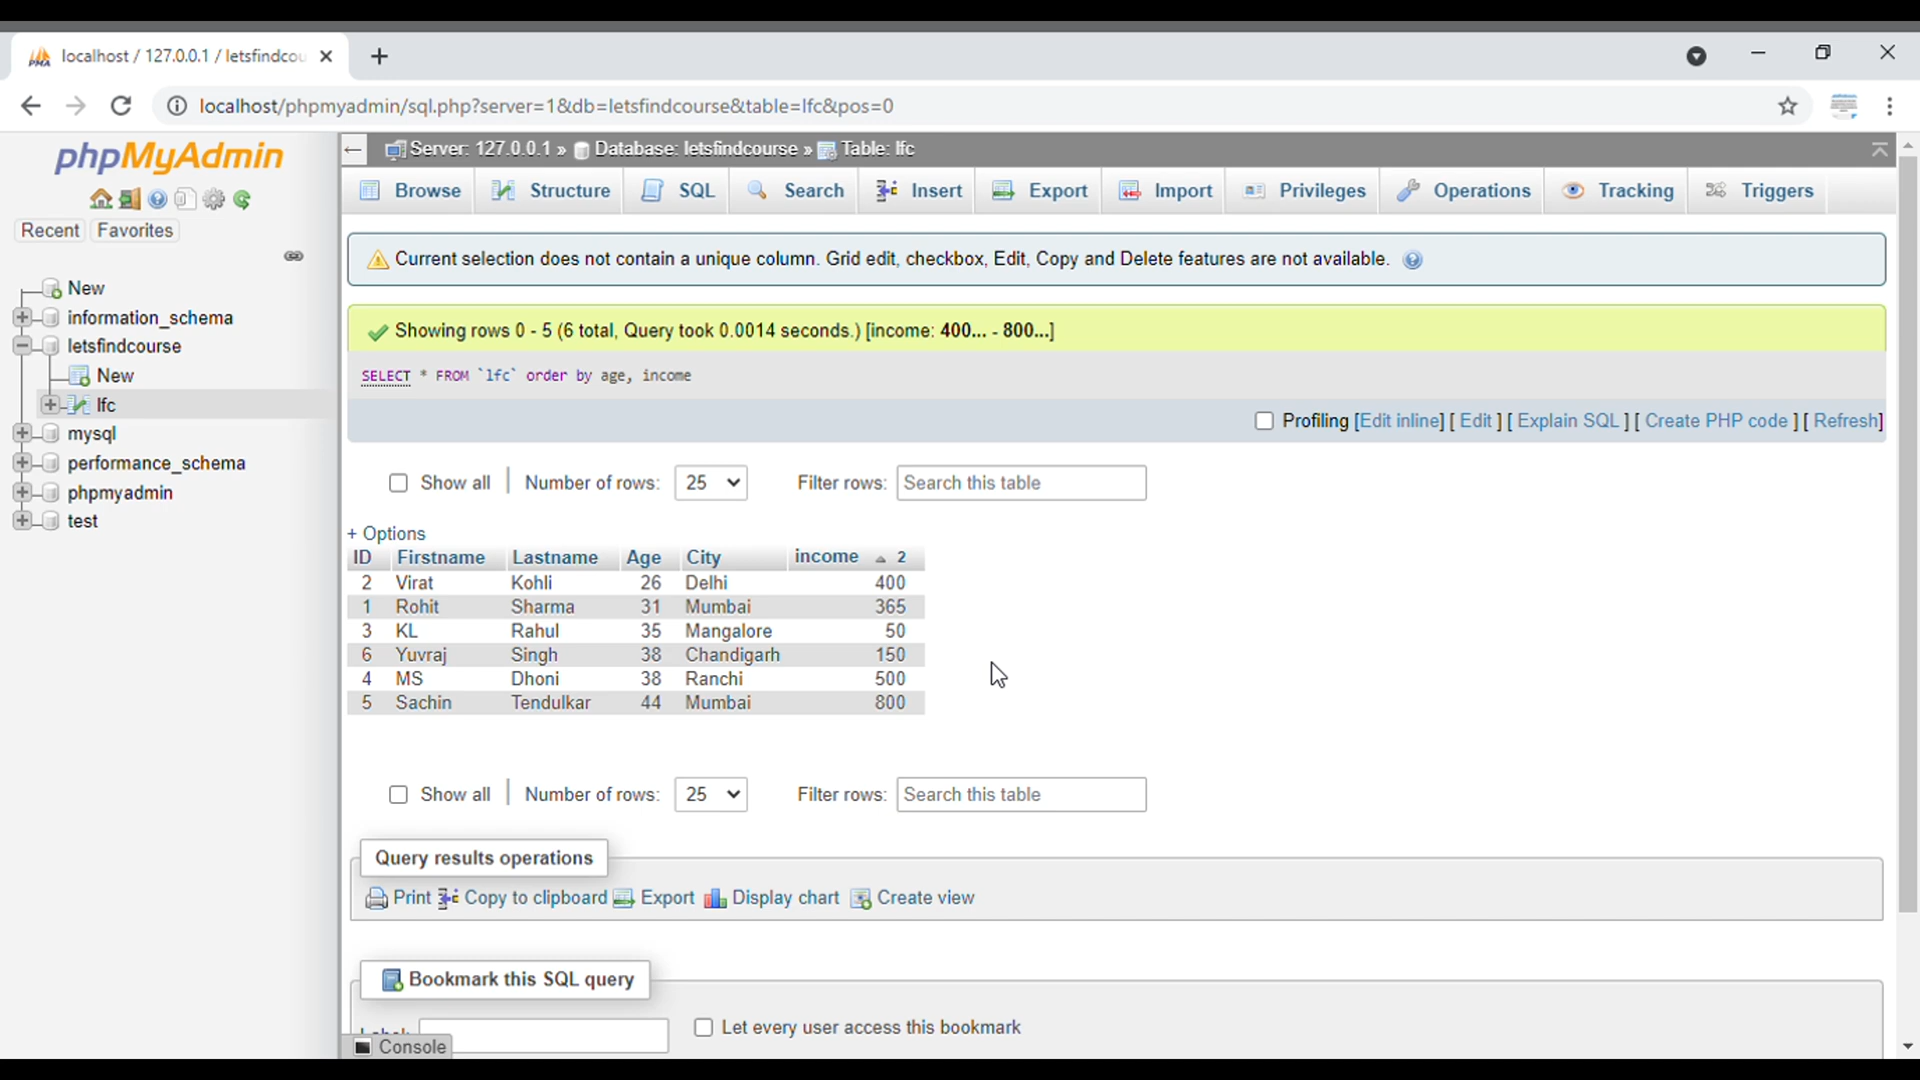 localhost / 127.0.0.1 / letsfindcou
localhost/phpmyadmin/sql.php?server=1&db=letsfindcourse&table=lfc&pos=0
phpMyAdmin
Recent Favorites
New
information_schema
letsfindcourse
New
lfc
mysql
performance_schema
phpmyadmin
test
Server: 127.0.0.1 » Database: letsfindcourse » Table: lfc
Browse Structure SQL Search Insert Export Import Privileges Operations Tracking Triggers
Current selection does not contain a unique column. Grid edit, checkbox, Edit, Copy and Delete features are not available.
Showing rows 0 - 5 (6 total, Query took 0.0014 seconds.) [income: 400... - 800...]
SELECT * FROM `lfc` order by age, income
Profiling [Edit inline] [ Edit ] [ Explain SQL ] [ Create PHP code ] [ Refresh]
Show all | Number of rows: 25 Filter rows: Search this table
+ Options
ID Firstname Lastname Age City income 2
2 Virat Kohli 26 Delhi 400
1 Rohit Sharma 31 Mumbai 365
3 KL Rahul 35 Mangalore 50
6 Yuvraj Singh 38 Chandigarh 150
4 MS Dhoni 38 Ranchi 500
5 Sachin Tendulkar 44 Mumbai 800
Show all | Number of rows: 25 Filter rows: Search this table
Query results operations
Print Copy to clipboard Export Display chart Create view
Bookmark this SQL query
Let every user access this bookmark
Console